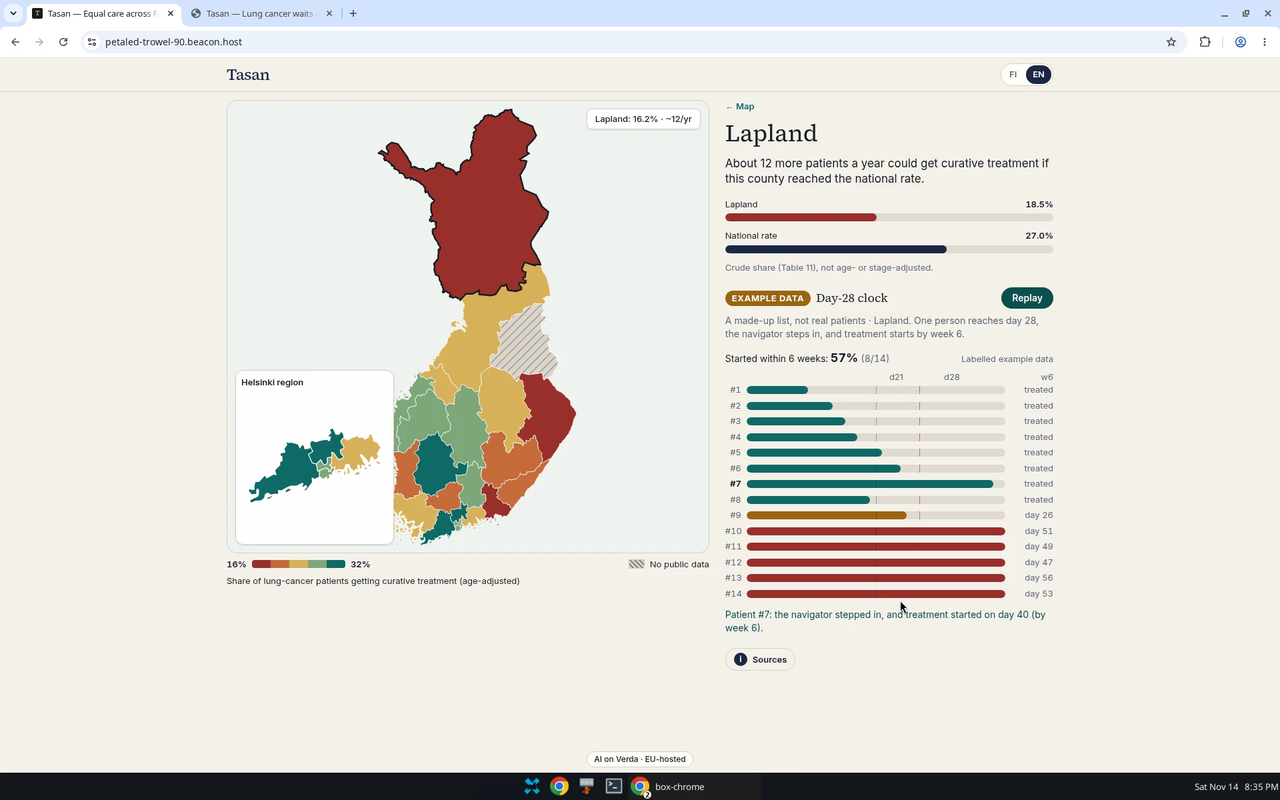 Tasan — Equal care across F
Tasan — Lung cancer waits
petaled-trowel-90.beacon.host
Tasan
FI EN
Lapland: 16.2% · ~12/yr
Helsinki region
16% 32%
No public data
Share of lung-cancer patients getting curative treatment (age-adjusted)
← Map
Lapland
About 12 more patients a year could get curative treatment if
this county reached the national rate.
Lapland 18.5%
National rate 27.0%
Crude share (Table 11), not age- or stage-adjusted.
EXAMPLE DATA Day-28 clock Replay
A made-up list, not real patients · Lapland. One person reaches day 28,
the navigator steps in, and treatment starts by week 6.
Started within 6 weeks: 57% (8/14) Labelled example data
d21 d28 w6
#1 treated
#2 treated
#3 treated
#4 treated
#5 treated
#6 treated
#7 treated
#8 treated
#9 day 26
#10 day 51
#11 day 49
#12 day 47
#13 day 56
#14 day 53
Patient #7: the navigator stepped in, and treatment started on day 40 (by
week 6).
i Sources
AI on Verda · EU-hosted
2 box-chrome
Sat Nov 14 8:35 PM